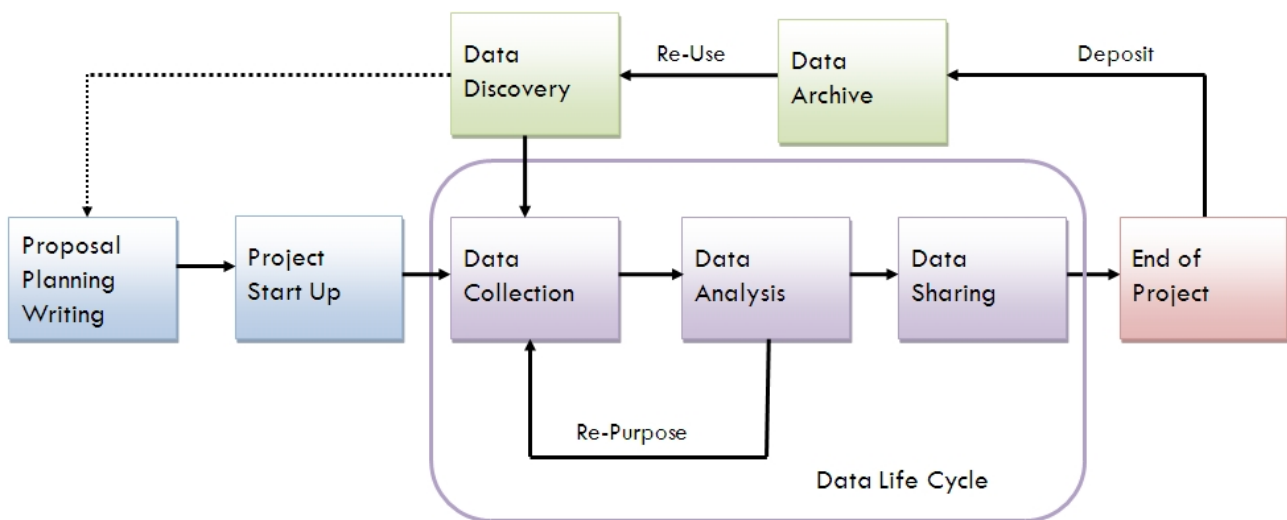 Data
Discovery
Re-Use
Data
Archive
Deposit
Proposal
Planning
Writing
Project
Start Up
Data
Collection
Data
Analysis
Data
Sharing
End of
Project
Re-Purpose
Data Life Cycle